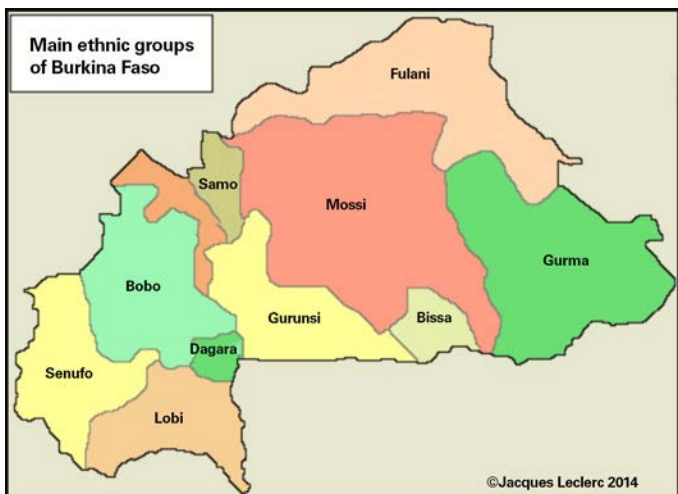 Main ethnic groups
of Burkina Faso
Fulani
Samo
Mossi
Gurma
Bobo
Gurunsi
Bissa
Dagara
Senufo
Lobi
©Jacques Leclerc 2014